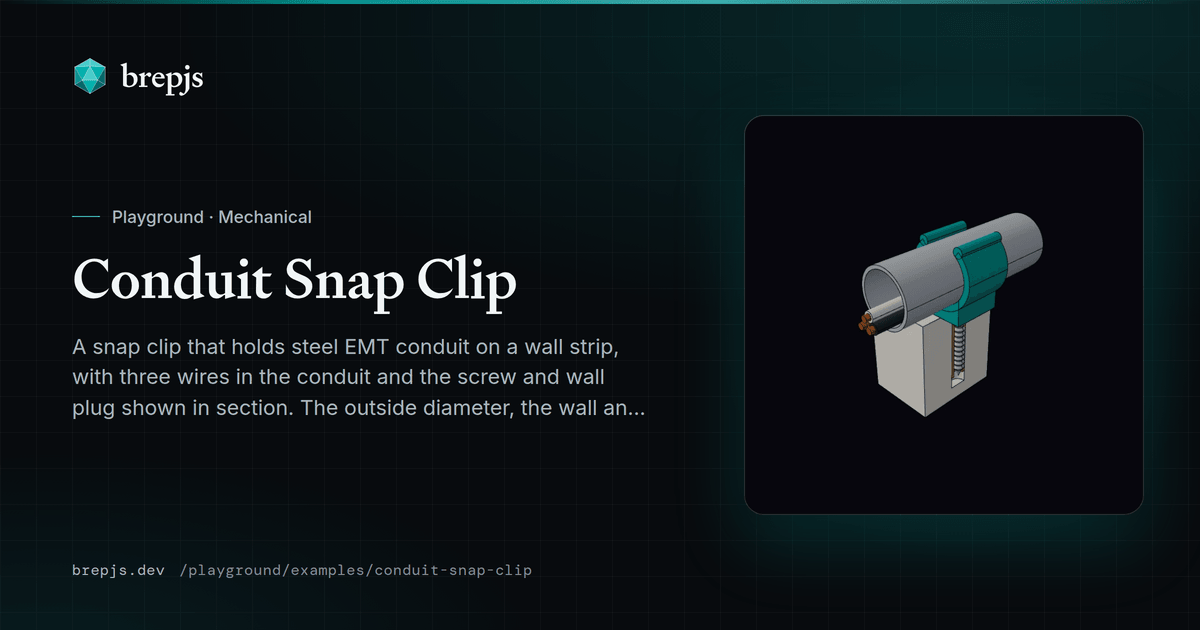 brepjs
Playground · Mechanical
Conduit Snap Clip
A snap clip that holds steel EMT conduit on a wall strip,
with three wires in the conduit and the screw and wall
plug shown in section. The outside diameter, the wall an...
brepjs.dev /playground/examples/conduit-snap-clip